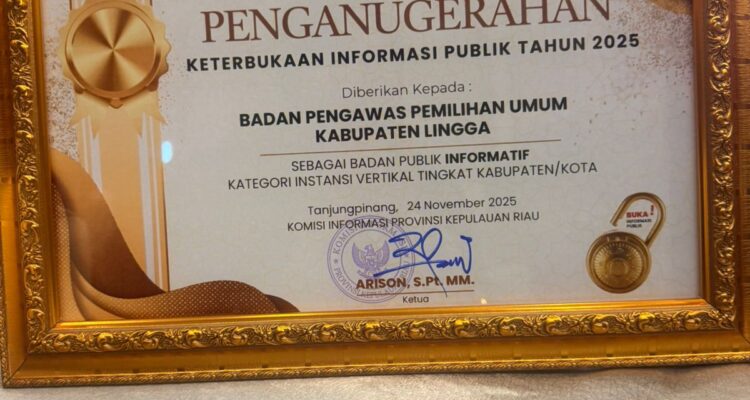 PENGANUGERAHAN
KETERBUKAAN INFORMASI PUBLIK TAHUN 2025
Diberikan Kepada :
BADAN PENGAWAS PEMILIHAN UMUM
KABUPATEN LINGGA
SEBAGAI BADAN PUBLIK INFORMATIF
KATEGORI INSTANSI VERTIKAL TINGKAT KABUPATEN/KOTA
Tanjungpinang, 24 November 2025
KOMISI INFORMASI PROVINSI KEPULAUAN RIAU
ARISON, S.Pt. MM.
Ketua
BUKA !
INFORMASI
PUBLIK